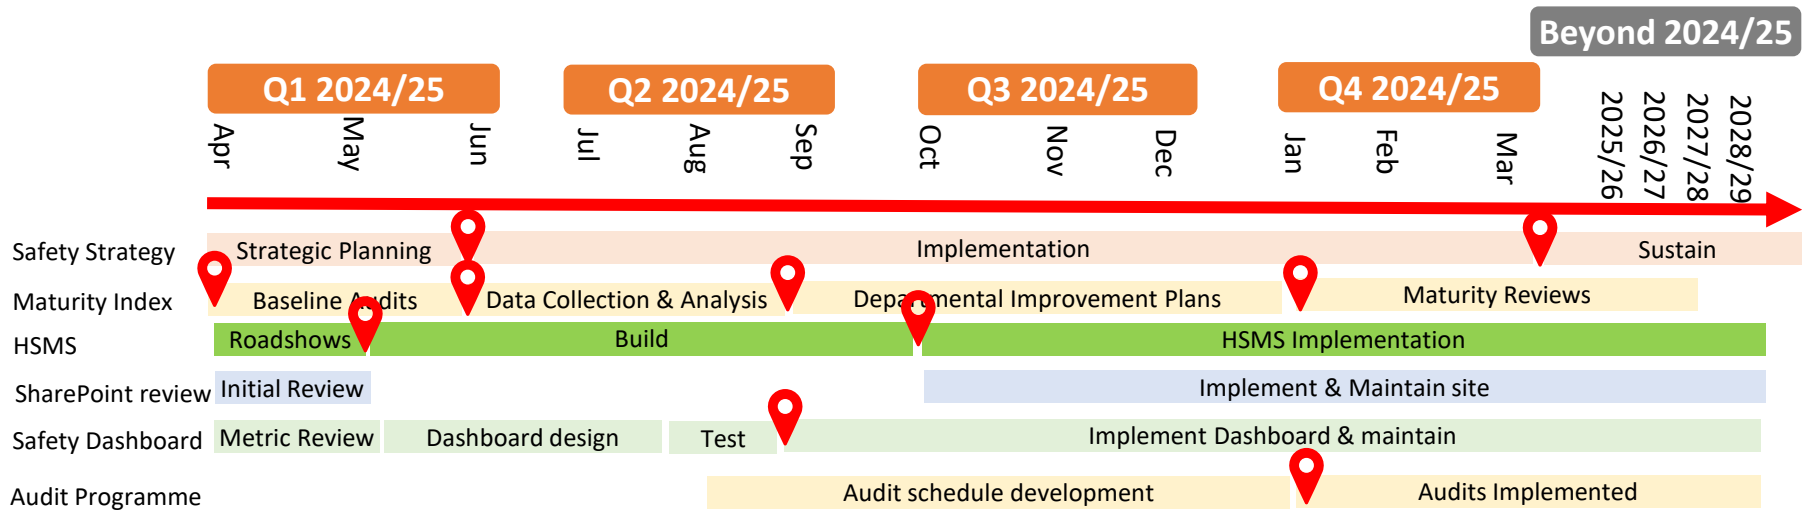 Beyond 2024/25
Q1 2024/25
Q2 2024/25
Q3 2024/25
Q4 2024/25
Apr
May
Jun
Jul
Aug
Sep
Oct
Nov
Dec
Jan
Feb
Mar
2025/26
2026/27
2027/28
2028/29
Safety Strategy
Strategic Planning
Implementation
Sustain
Maturity Index
Baseline Audits
Data Collection & Analysis
Departmental Improvement Plans
Maturity Reviews
HSMS
Roadshows
Build
HSMS Implementation
SharePoint review
Initial Review
Implement & Maintain site
Safety Dashboard
Metric Review
Dashboard design
Test
Implement Dashboard & maintain
Audit Programme
Audit schedule development
Audits Implemented